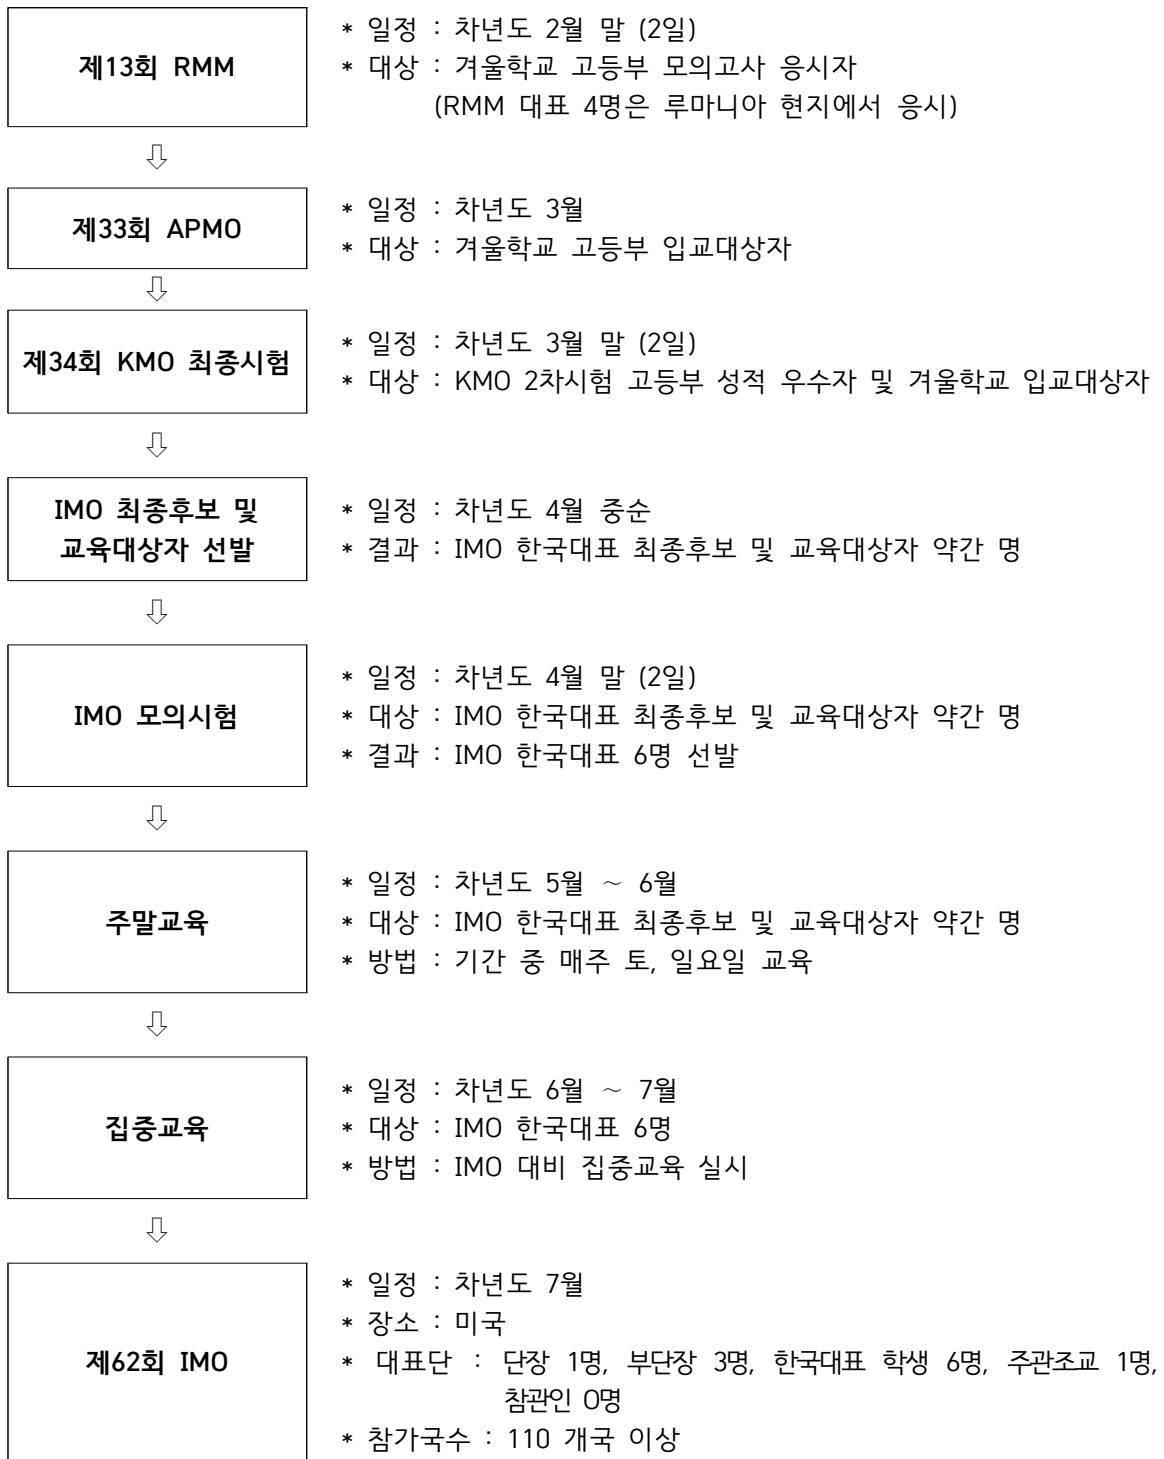 제13회 RMM
* 일정 : 차년도 2월 말 (2일)
* 대상 : 겨울학교 고등부 모의고사 응시자
(RMM 대표 4명은 루마니아 현지에서 응시)
⇩
제33회 APMO
* 일정 : 차년도 3월
* 대상 : 겨울학교 고등부 입교대상자
⇩
제34회 KMO 최종시험
* 일정 : 차년도 3월 말 (2일)
* 대상 : KMO 2차시험 고등부 성적 우수자 및 겨울학교 입교대상자
⇩
IMO 최종후보 및
교육대상자 선발
* 일정 : 차년도 4월 중순
* 결과 : IMO 한국대표 최종후보 및 교육대상자 약간 명
⇩
IMO 모의시험
* 일정 : 차년도 4월 말 (2일)
* 대상 : IMO 한국대표 최종후보 및 교육대상자 약간 명
* 결과 : IMO 한국대표 6명 선발
⇩
주말교육
* 일정 : 차년도 5월 ~ 6월
* 대상 : IMO 한국대표 최종후보 및 교육대상자 약간 명
* 방법 : 기간 중 매주 토, 일요일 교육
⇩
집중교육
* 일정 : 차년도 6월 ~ 7월
* 대상 : IMO 한국대표 6명
* 방법 : IMO 대비 집중교육 실시
⇩
제62회 IMO
* 일정 : 차년도 7월
* 장소 : 미국
* 대표단 : 단장 1명, 부단장 3명, 한국대표 학생 6명, 주관조교 1명,
참관인 0명
* 참가국수 : 110 개국 이상